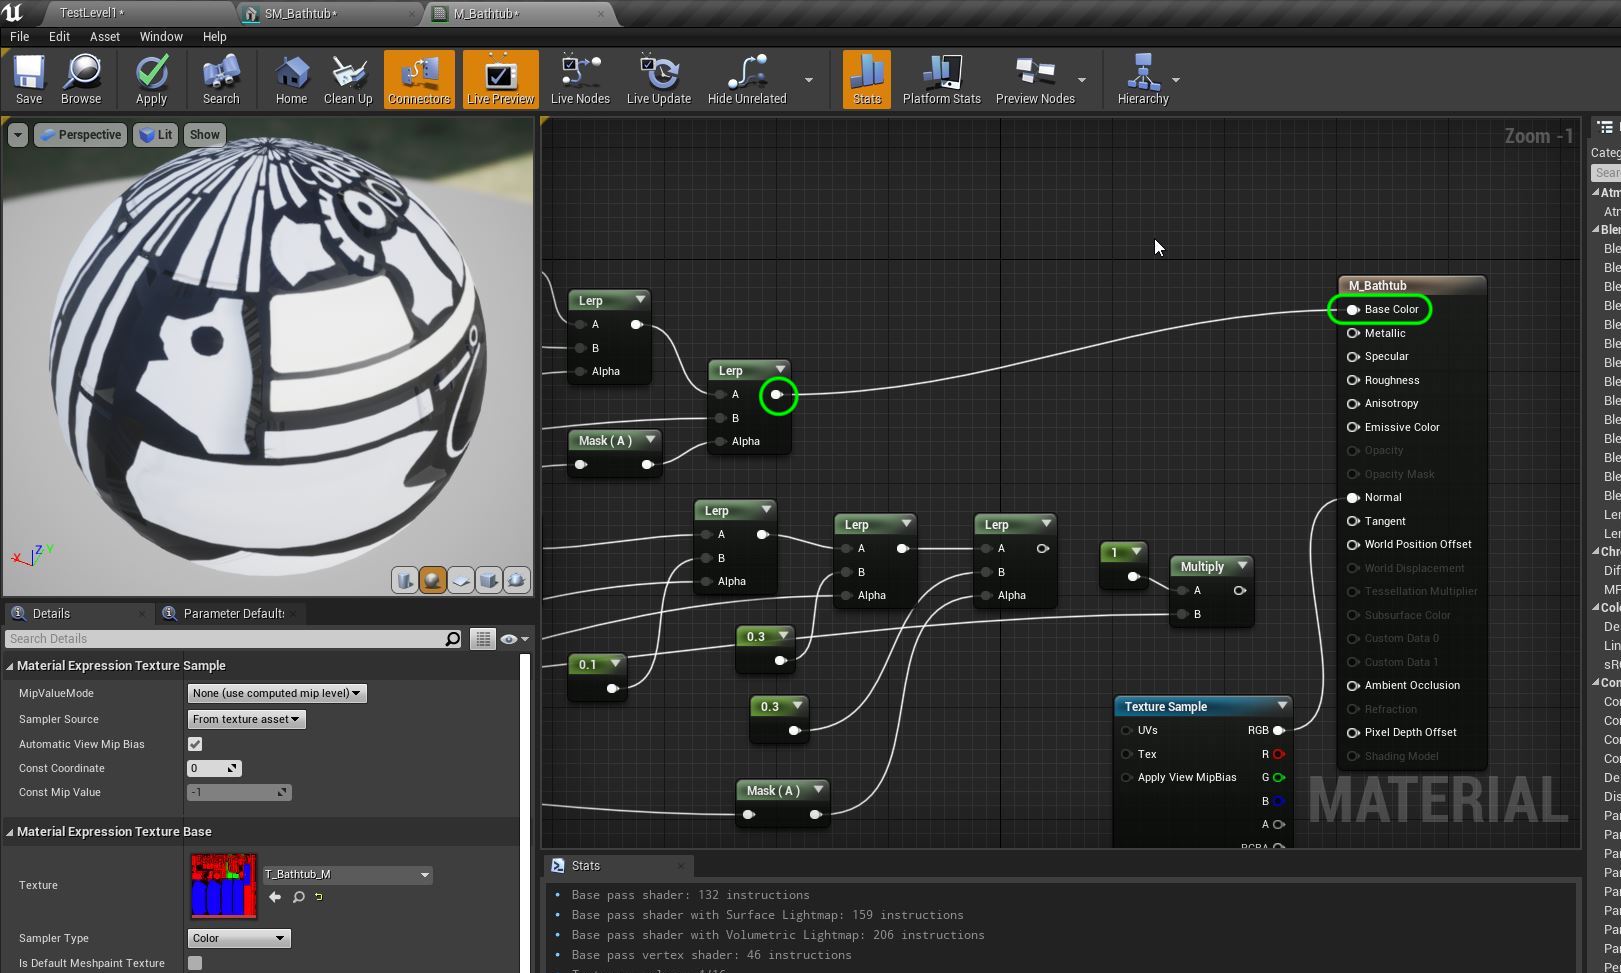 TestLevel1*
SM_Bathtub*
M_Bathtub*
File Edit Asset Window Help
Save Browse Apply Search Home Clean Up Connectors Live Preview Live Nodes Live Update Hide Unrelated Stats Platform Stats Preview Nodes Hierarchy
Perspective Lit Show
Zoom -1
X Z Y
Lerp
A
B
Alpha
Lerp
A
B
Alpha
Mask ( A )
Lerp
A
B
Alpha
Lerp
A
B
Alpha
Lerp
A
B
Alpha
1
Multiply
A
B
0.3
0.1
0.3
Mask ( A )
Texture Sample
UVs RGB
Tex R
Apply View MipBias G
B
A
RGBA
M_Bathtub
Base Color
Metallic
Specular
Roughness
Anisotropy
Emissive Color
Opacity
Opacity Mask
Normal
Tangent
World Position Offset
World Displacement
Tessellation Multiplier
Subsurface Color
Custom Data 0
Custom Data 1
Ambient Occlusion
Refraction
Pixel Depth Offset
Shading Model
MATERIAL
Details
Parameter Default
Search Details
Material Expression Texture Sample
MipValueMode None (use computed mip level)
Sampler Source From texture asset
Automatic View Mip Bias
Const Coordinate 0
Const Mip Value -1
Material Expression Texture Base
Texture T_Bathtub_M
Sampler Type Color
Is Default Meshpaint Texture
Stats
Base pass shader: 132 instructions
Base pass shader with Surface Lightmap: 159 instructions
Base pass shader with Volumetric Lightmap: 206 instructions
Base pass vertex shader: 46 instructions
Categ
Sear
Atm
Atr
Blen
Ble
Ble
Ble
Ble
Ble
Ble
Ble
Ble
Ble
Ble
Ble
Ble
Ble
Ble
Ler
Ler
Chr
Dif
MF
Colo
De
Lin
sR
Con
Co
Co
Co
Co
De
Dis
Par
Par
Par
Par
Par
Par
Par
Par